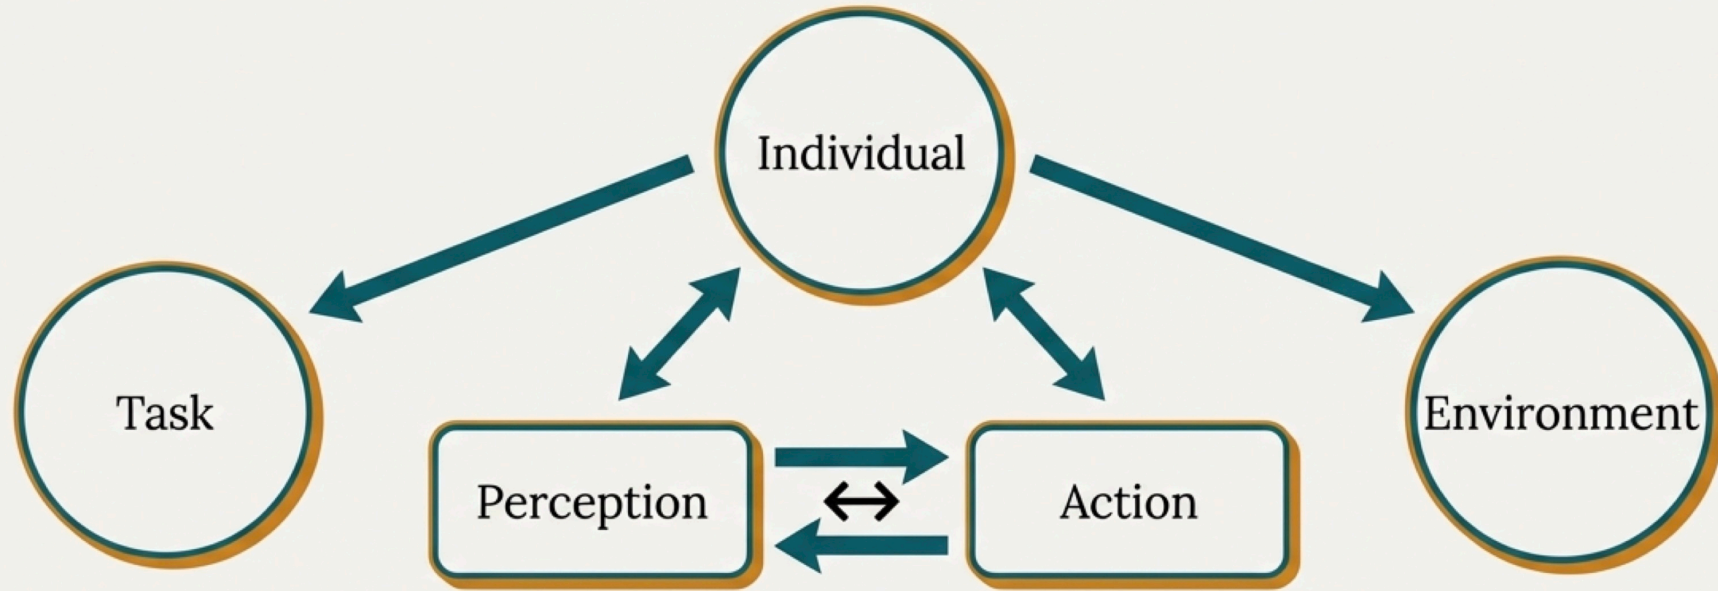 Individual
Task
Environment
Perception
↔
Action